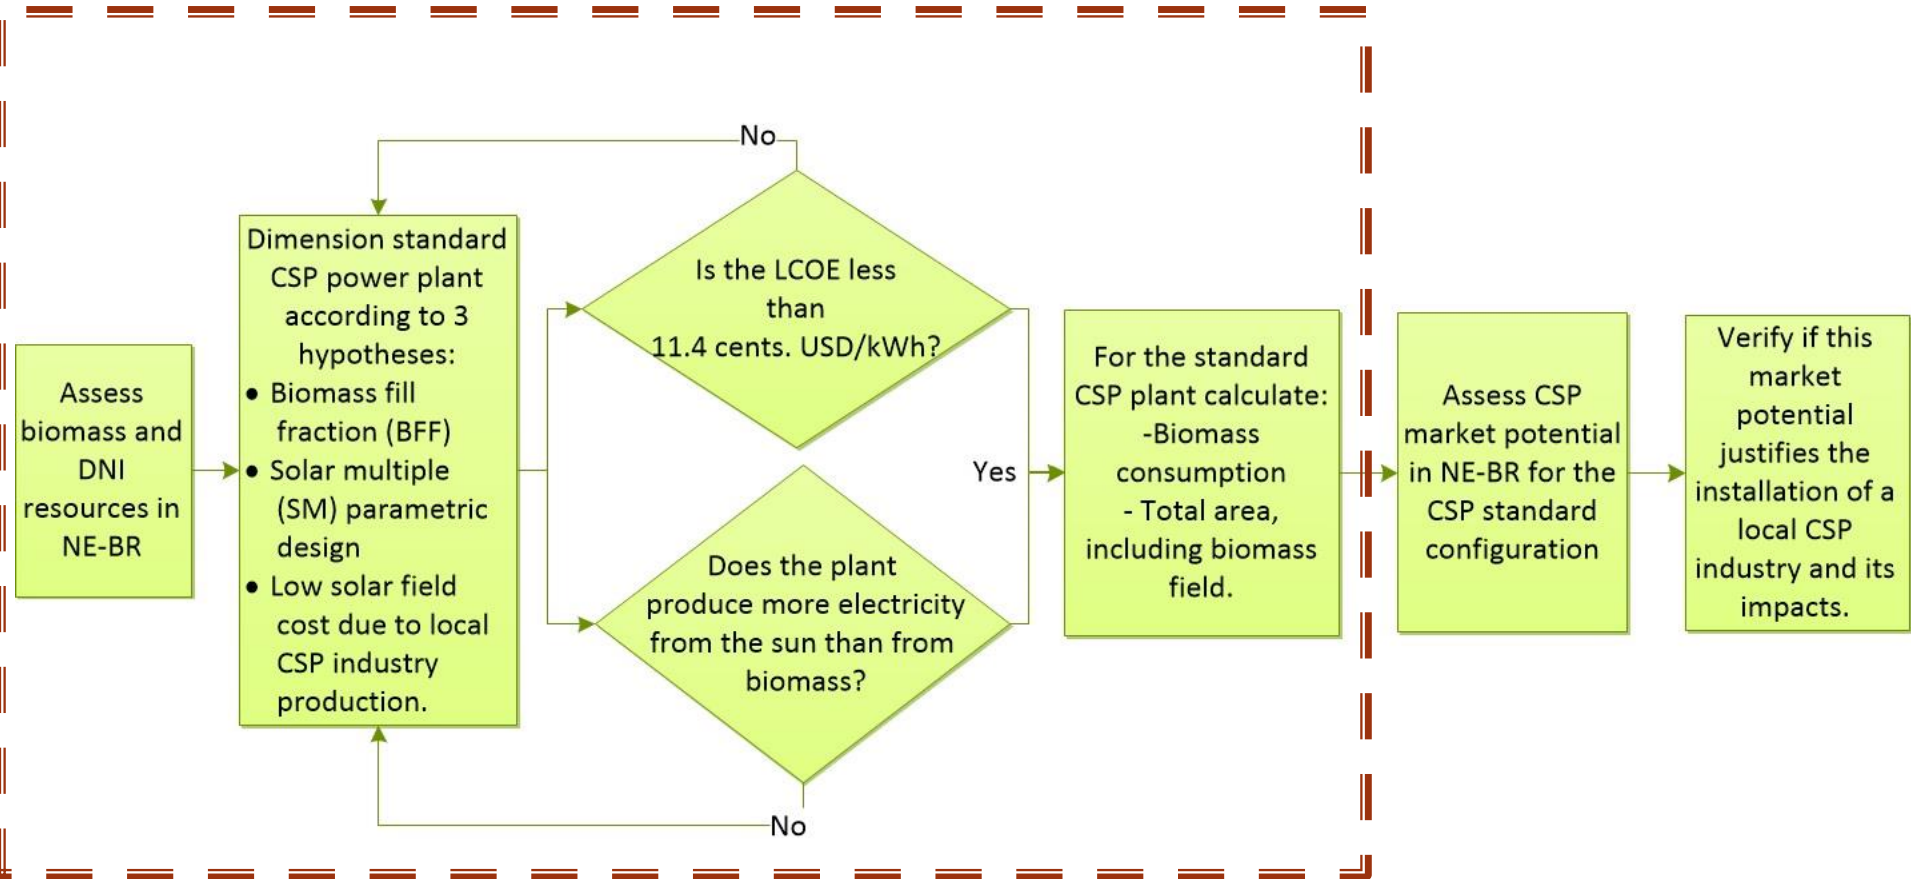 Assess
biomass and
DNI
resources in
NE-BR
Dimension standard
CSP power plant
according to 3
hypotheses:
● Biomass fill
fraction (BFF)
● Solar multiple
(SM) parametric
design
● Low solar field
cost due to local
CSP industry
production.
No
Is the LCOE less
than
11.4 cents. USD/kWh?
Does the plant
produce more electricity
from the sun than from
biomass?
No
Yes
For the standard
CSP plant calculate:
-Biomass
consumption
- Total area,
including biomass
field.
Assess CSP
market potential
in NE-BR for the
CSP standard
configuration
Verify if this
market
potential
justifies the
installation of a
local CSP
industry and its
impacts.